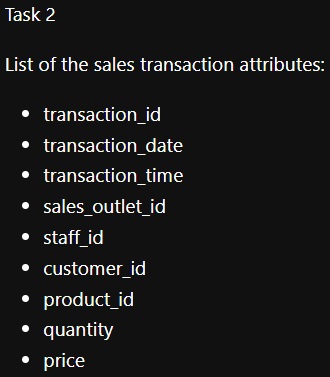 Task 2
List of the sales transaction attributes:
• transaction_id
• transaction_date
• transaction_time
• sales_outlet_id
• staff_id
• customer_id
• product_id
• quantity
• price